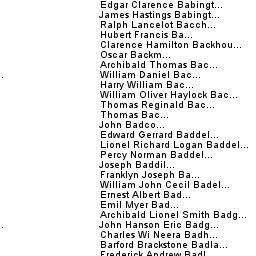 Edgar Clarence Babingt...
James Hastings Babingt...
Ralph Lancelot Bacch...
Hubert Francis Ba...
Clarence Hamilton Backhou...
Oscar Backm...
Archibald Thomas Bac...
William Daniel Bac...
Harry William Bac...
William Oliver Haylock Bac...
Thomas Reginald Bac...
Thomas Bac...
John Badco...
Edward Gerrard Baddel...
Lionel Richard Logan Baddel...
Percy Norman Baddel...
Joseph Baddil...
Franklyn Joseph Ba...
William John Cecil Badel...
Ernest Albert Bad...
Emil Myer Bad...
Archibald Lionel Smith Badg...
John Hanson Eric Badg...
Charles Wi Neera Badh...
Barford Brackstone Badla...
Frederick Andrew Badl...